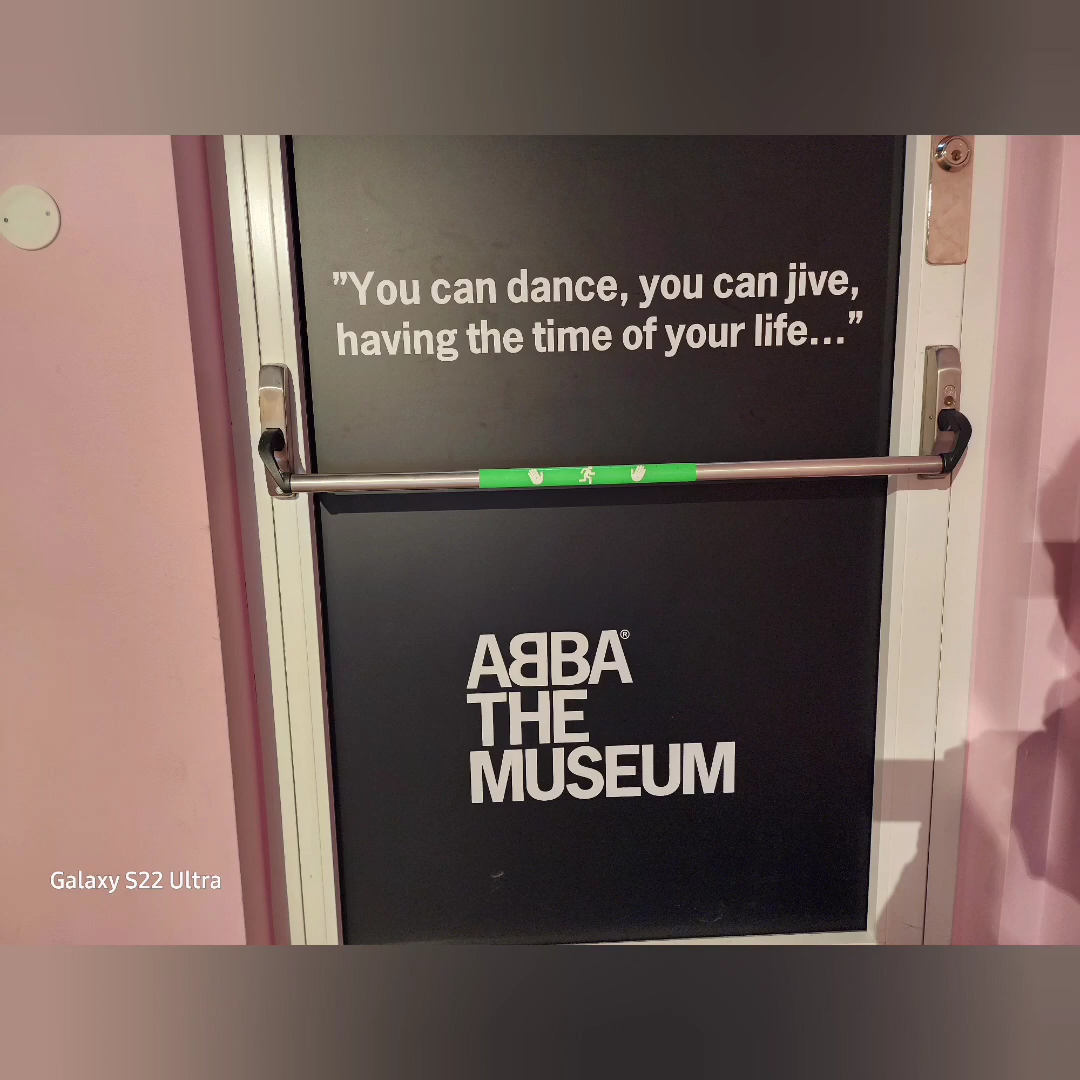 ”You can dance, you can jive,
having the time of your life...”
ABBA®
THE
MUSEUM
Galaxy S22 Ultra